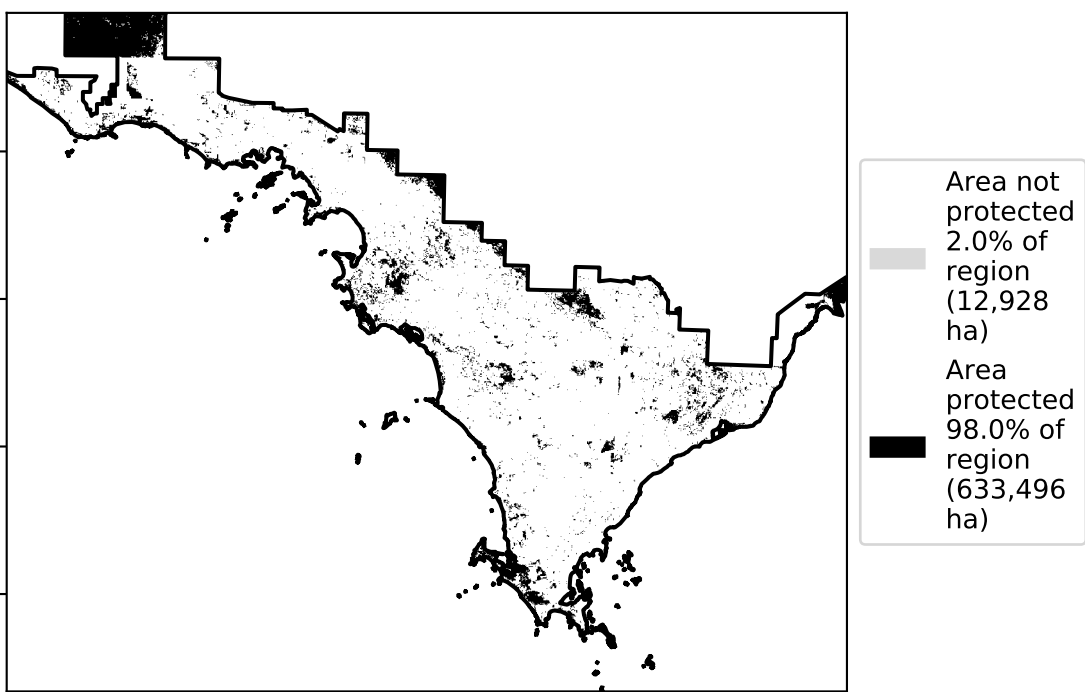 Area not
protected
2.0% of
region
(12,928
ha)
Area
protected
98.0% of
region
(633,496
ha)